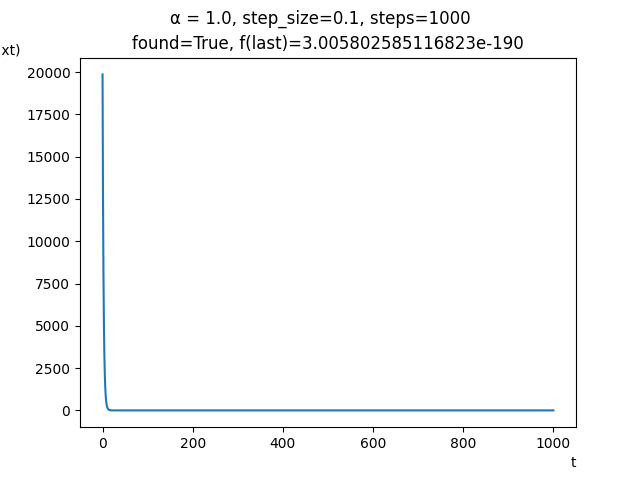 α = 1.0, step_size=0.1, steps=1000
found=True, f(last)=3.005802585116823e-190
xt)
20000
17500
15000
12500
10000
7500
5000
2500
0
0 200 400 600 800 1000
t